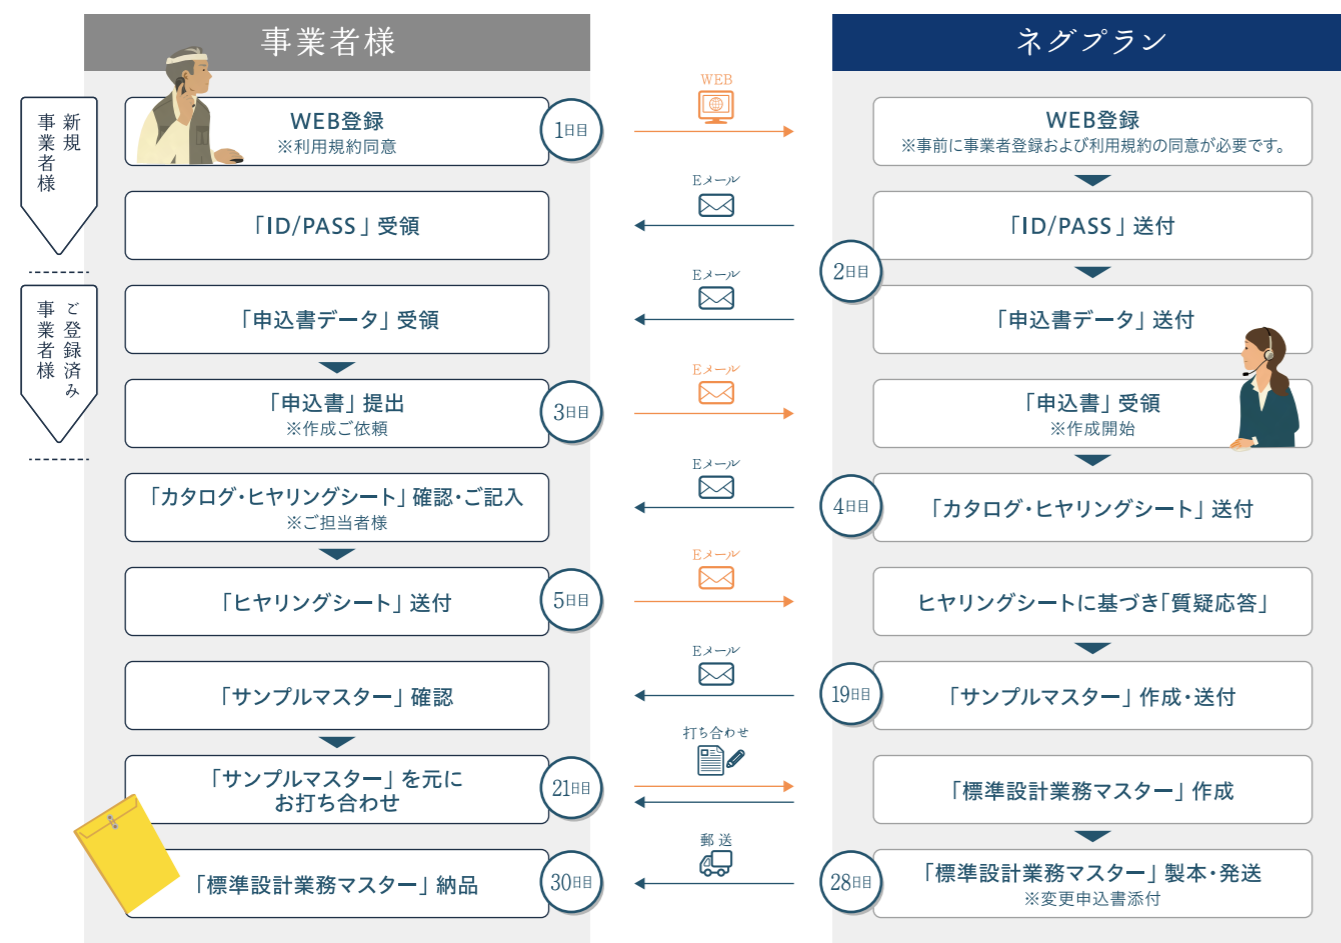 事業者様
ネグプラン
新規
事業者様
WEB登録
※利用規約同意
1日目
WEB
WEB登録
※事前に事業者登録および利用規約の同意が必要です。
「ID/PASS」受領
Eメール
「ID/PASS」送付
2日目
ご登録済み
事業者様
「申込書データ」受領
Eメール
「申込書データ」送付
「申込書」提出
※作成ご依頼
3日目
Eメール
「申込書」受領
※作成開始
「カタログ・ヒヤリングシート」確認・ご記入
※ご担当者様
Eメール
4日目
「カタログ・ヒヤリングシート」送付
「ヒヤリングシート」送付
5日目
Eメール
ヒヤリングシートに基づき「質疑応答」
「サンプルマスター」確認
Eメール
19日目
「サンプルマスター」作成・送付
「サンプルマスター」を元に
お打ち合わせ
21日目
打ち合わせ
「標準設計業務マスター」作成
「標準設計業務マスター」納品
30日目
郵送
28日目
「標準設計業務マスター」製本・発送
※変更申込書添付